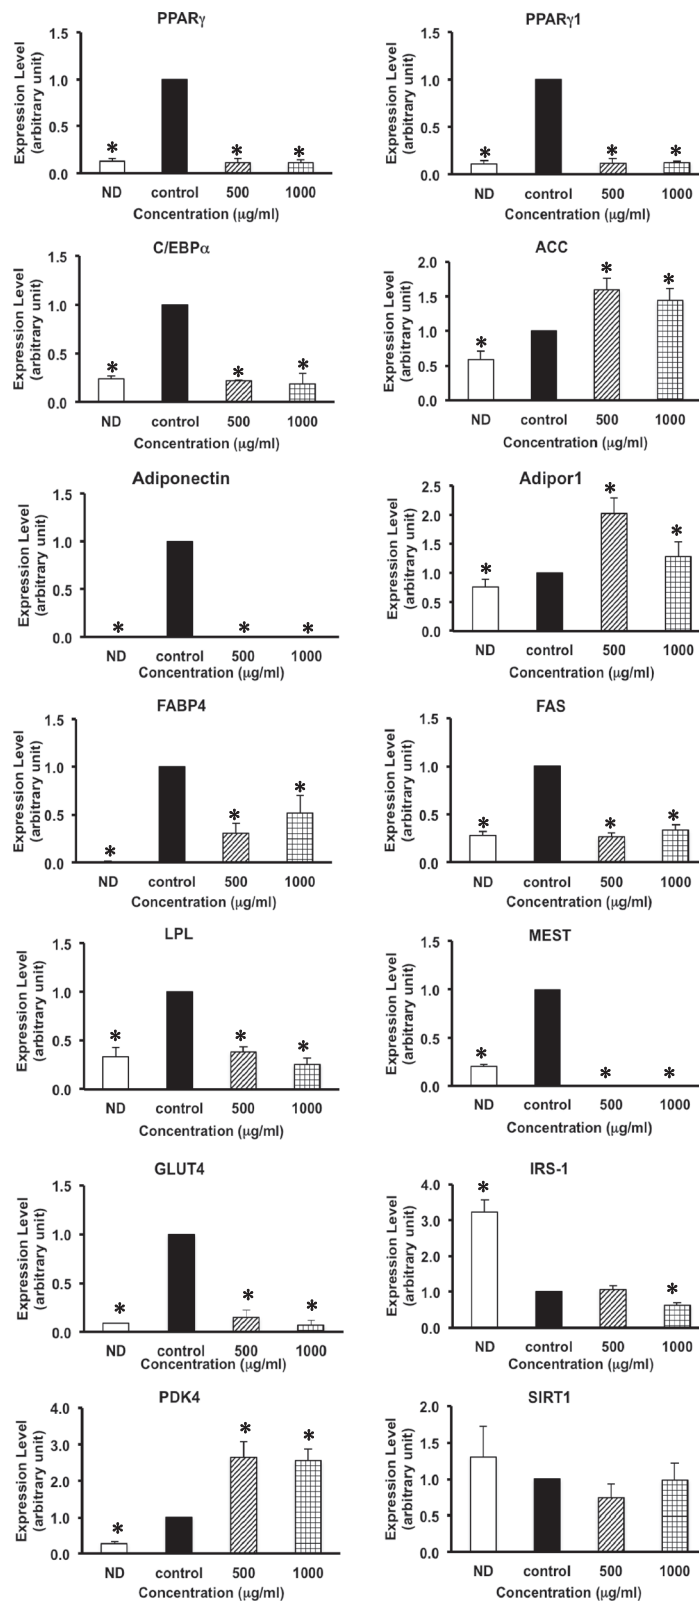 PPARγ
Expression Level
(arbitrary unit)
1.5
1.0
0.5
0.0
*
*
*
ND control 500 1000
Concentration (μg/ml)
PPARγ1
Expression Level
(arbitrary unit)
1.5
1.0
0.5
0.0
*
*
*
ND control 500 1000
Concentration (μg/ml)
C/EBPα
Expression Level
(arbitrary unit)
1.5
1.0
0.5
0.0
*
*
*
ND control 500 1000
Concentration (μg/ml)
ACC
Expression Level
(arbitrary unit)
2.0
1.5
1.0
0.5
0.0
*
*
*
ND control 500 1000
Concentration (μg/ml)
Adiponectin
Expression Level
(arbitrary unit)
1.5
1.0
0.5
0.0
*
*
*
ND control 500 1000
Concentration (μg/ml)
Adipor1
Expression Level
(arbitrary unit)
2.5
2.0
1.5
1.0
0.5
0.0
*
*
*
ND control 500 1000
Concentration (μg/ml)
FABP4
Expression Level
(arbitrary unit)
1.5
1.0
0.5
0.0
*
*
*
ND control 500 1000
Concentration (μg/ml)
FAS
Expression Level
(arbitrary unit)
1.5
1.0
0.5
0.0
*
*
*
ND control 500 1000
Concentration (μg/ml)
LPL
Expression Level
(arbitrary unit)
1.5
1.0
0.5
0.0
*
*
*
ND control 500 1000
Concentration (μg/ml)
MEST
Expression Level
(arbitrary unit)
1.5
1.0
0.5
0.0
*
*
*
ND control 500 1000
Concentration (μg/ml)
GLUT4
Expression Level
(arbitrary unit)
1.5
1.0
0.5
0.0
*
*
*
ND control 500 1000
Concentration (μg/ml)
IRS-1
Expression Level
(arbitrary unit)
4.0
3.0
2.0
1.0
0.0
*
*
ND control 500 1000
Concentration (μg/ml)
PDK4
Expression Level
(arbitrary unit)
4.0
3.0
2.0
1.0
0.0
*
*
*
ND control 500 1000
Concentration (μg/ml)
SIRT1
Expression Level
(arbitrary unit)
2.0
1.5
1.0
0.5
0.0
ND control 500 1000
Concentration (μg/ml)